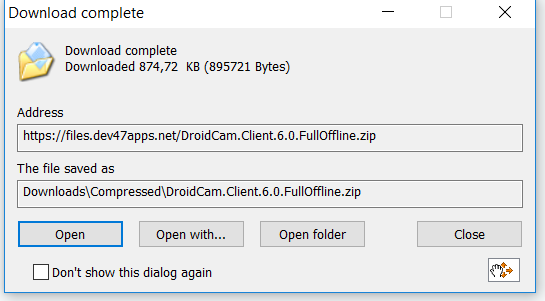 Download complete
Download complete
Downloaded 874,72  KB (895721 Bytes)
Address
https://files.dev47apps.net/DroidCam.Client.6.0.FullOffline.zip
The file saved as
Downloads\Compressed\DroidCam.Client.6.0.FullOffline.zip
Open Open with... Open folder Close
Don't show this dialog again